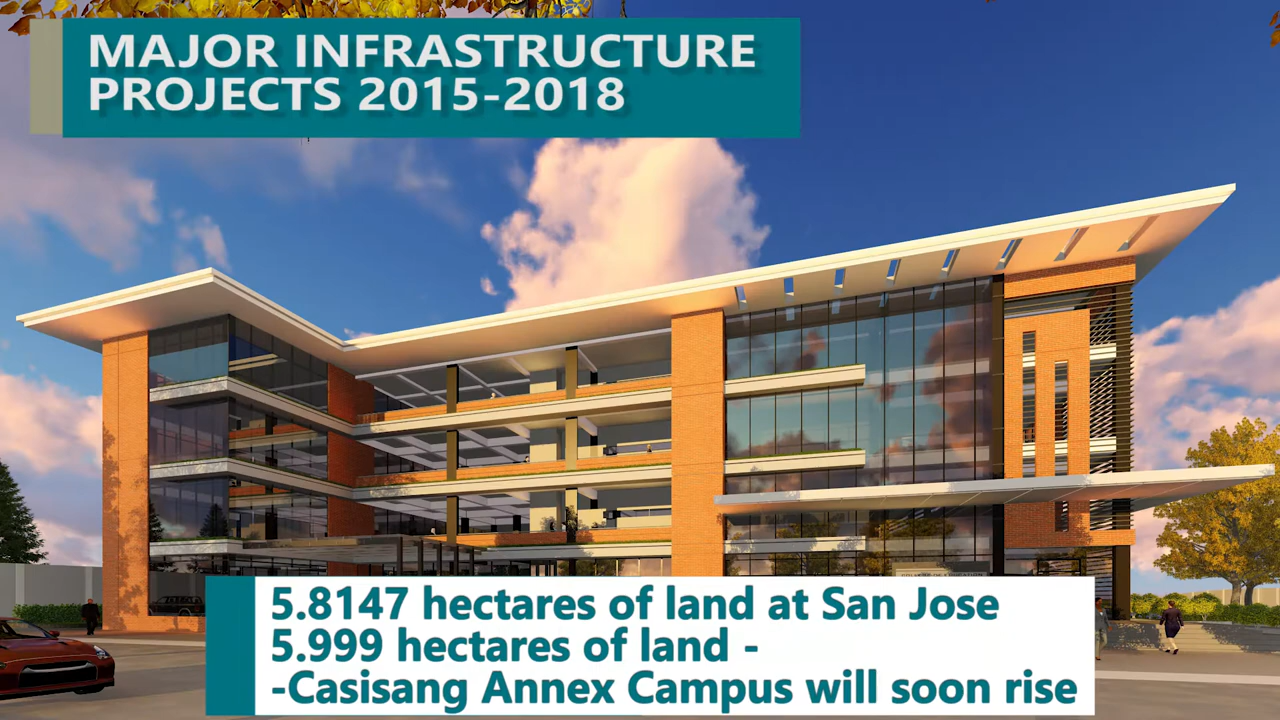 MAJOR INFRASTRUCTURE
PROJECTS 2015-2018
5.8147 hectares of land at San Jose
5.999 hectares of land -
-Casisang Annex Campus will soon rise